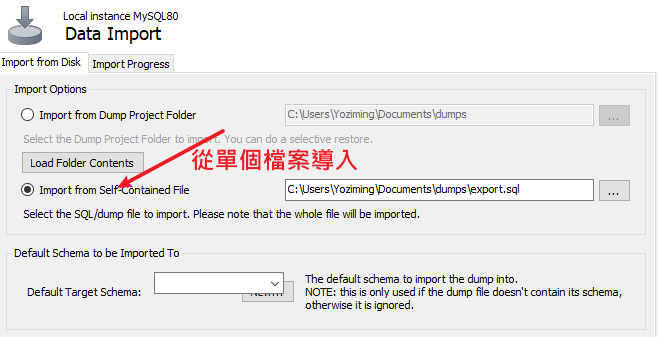 Local instance MySQL80
Data Import
Import from Disk
Import Progress
Import Options
Import from Dump Project Folder
C:\Users\Yoziming\Documents\dumps
...
Select the Dump Project Folder to import. You can do a selective restore.
Load Folder Contents
從單個檔案導入
Import from Self-Contained File
C:\Users\Yoziming\Documents\dumps\export.sql
...
Select the SQL/dump file to import. Please note that the whole file will be imported.
Default Schema to be Imported To
Default Target Schema:
The default schema to import the dump into.
NOTE: this is only used if the dump file doesn't contain its schema,
otherwise it is ignored.